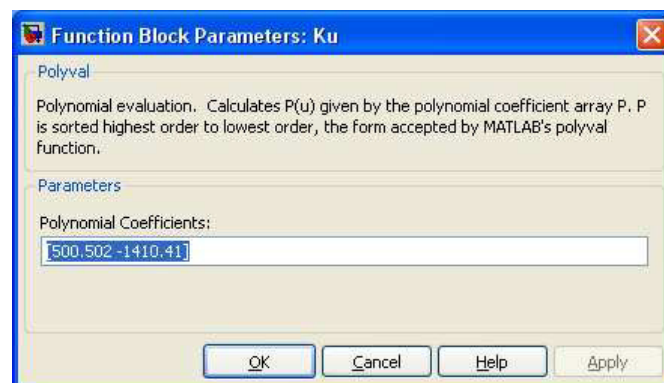 Function Block Parameters: Ku
Polyval
Polynomial evaluation. Calculates P(u) given by the polynomial coefficient array P. P
is sorted highest order to lowest order, the form accepted by MATLAB's polyval
function.
Parameters
Polynomial Coefficients:
[500.502 -1410.41]
OK
Cancel
Help
Apply